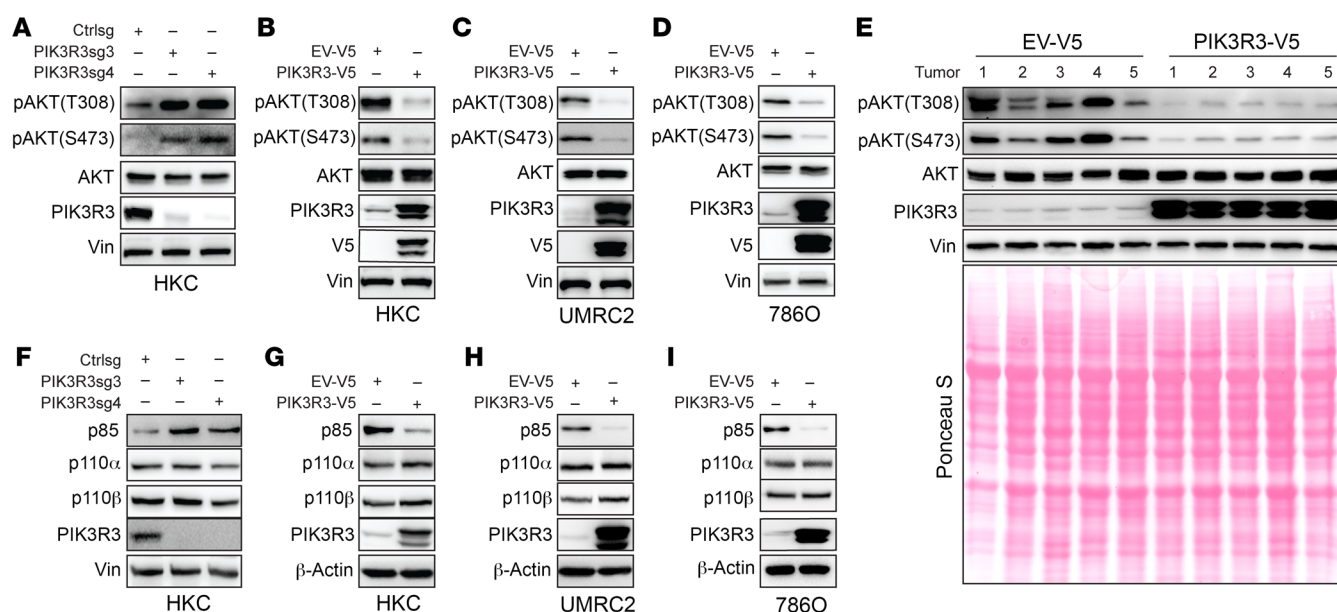 A
Ctrlsg + – –
PIK3R3sg3 – + –
PIK3R3sg4 – – +
pAKT(T308)
pAKT(S473)
AKT
PIK3R3
Vin
HKC
B
EV-V5 + –
PIK3R3-V5 – +
pAKT(T308)
pAKT(S473)
AKT
PIK3R3
V5
Vin
HKC
C
EV-V5 + –
PIK3R3-V5 – +
pAKT(T308)
pAKT(S473)
AKT
PIK3R3
V5
Vin
UMRC2
D
EV-V5 + –
PIK3R3-V5 – +
pAKT(T308)
pAKT(S473)
AKT
PIK3R3
V5
Vin
786O
E
EV-V5 PIK3R3-V5
Tumor 1 2 3 4 5 1 2 3 4 5
pAKT(T308)
pAKT(S473)
AKT
PIK3R3
Vin
Ponceau S
F
Ctrlsg + – –
PIK3R3sg3 – + –
PIK3R3sg4 – – +
p85
p110α
p110β
PIK3R3
Vin
HKC
G
EV-V5 + –
PIK3R3-V5 – +
p85
p110α
p110β
PIK3R3
β-Actin
HKC
H
EV-V5 + –
PIK3R3-V5 – +
p85
p110α
p110β
PIK3R3
β-Actin
UMRC2
I
EV-V5 + –
PIK3R3-V5 – +
p85
p110α
p110β
PIK3R3
β-Actin
786O